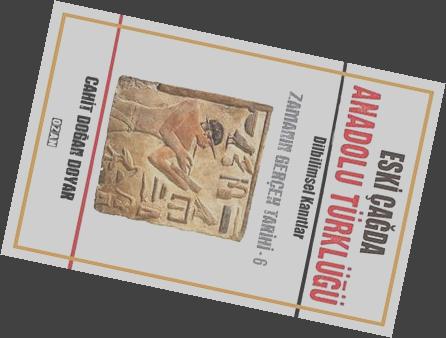 ESKİ ÇAĞDA
ANADOLU TÜRKLÜĞÜ
Dilbilimsel Kanıtlar
ZAMANIN GERÇEK TARİHİ - 6
CAHİT DOĞAN DOYAR
OZAN